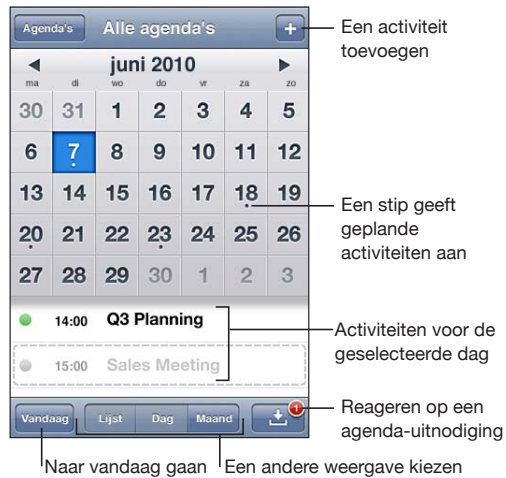 Agenda's Alle agenda's +
Een activiteit
toevoegen
juni 2010
ma di wo do vr za zo
30 31 1 2 3 4 5
6 7 8 9 10 11 12
13 14 15 16 17 18 19
Een stip geeft
geplande
activiteiten aan
20 21 22 23 24 25 26
27 28 29 30 1 2 3
14:00 Q3 Planning
15:00 Sales Meeting
Activiteiten voor de
geselecteerde dag
Vandaag Lijst Dag Maand 1
Reageren op een
agenda-uitnodiging
Naar vandaag gaan
Een andere weergave kiezen